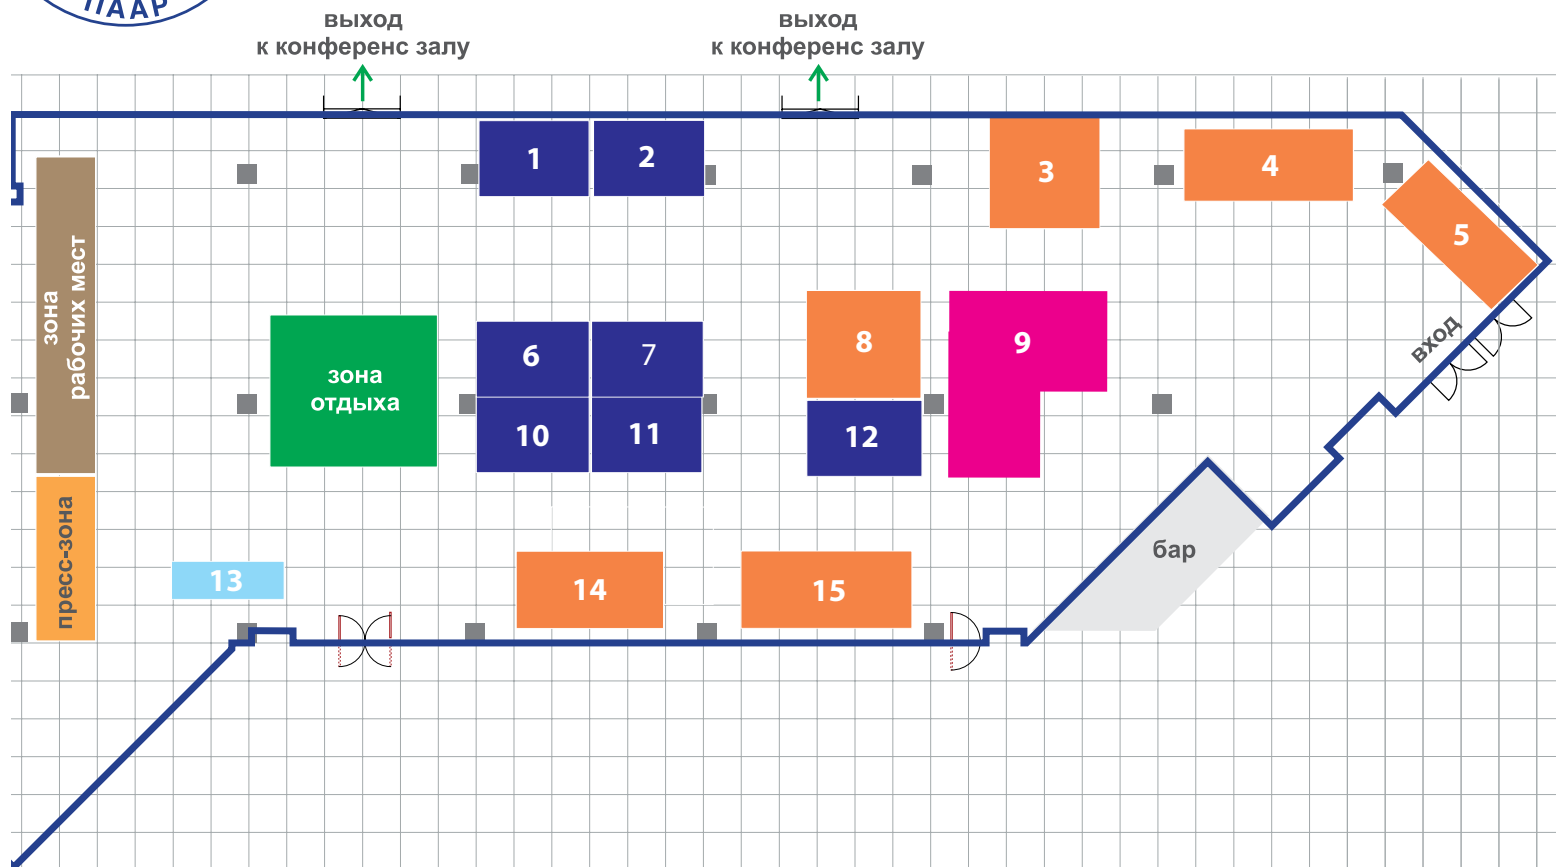 ПААР
выход
к конференс залу
выход
к конференс залу
1
2
3
4
5
зона
рабочих мест
зона
отдыха
6
7
8
9
вход
10
11
12
пресс-зона
13
14
15
бар